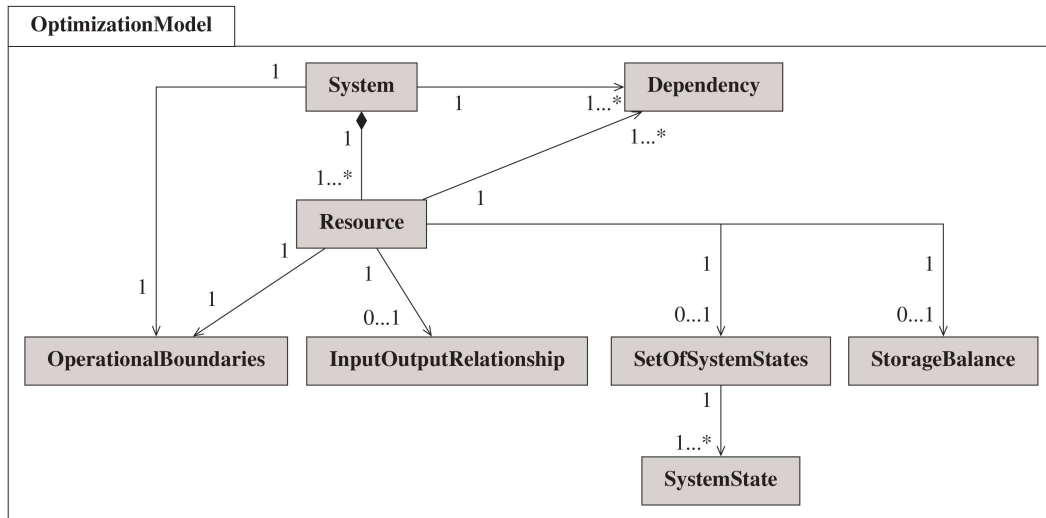 OptimizationModel
1
System
1
1...*
Dependency
1
1...*
1...*
1
Resource
1
1
1
1
1
1
1
0...1
0...1
0...1
OperationalBoundaries
InputOutputRelationship
SetOfSystemStates
StorageBalance
1
1...*
SystemState